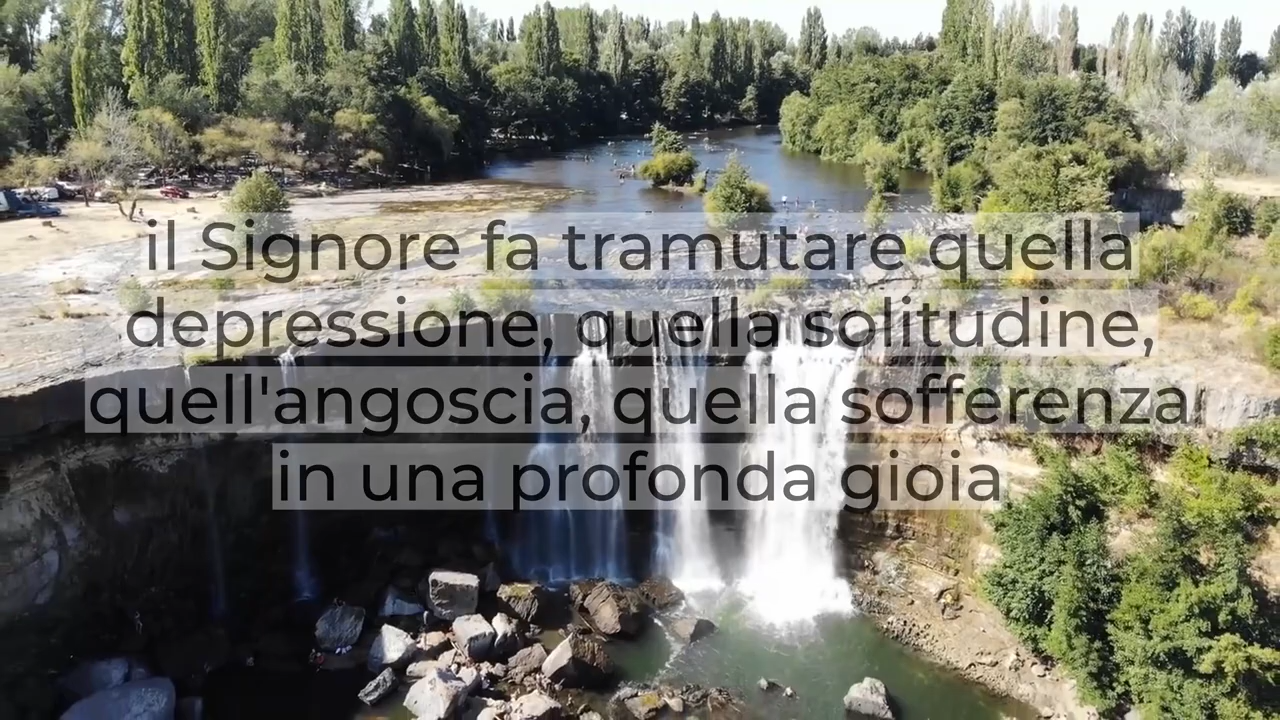 il Signore fa tramutare quella
depressione, quella solitudine,
quell'angoscia, quella sofferenza
in una profonda gioia